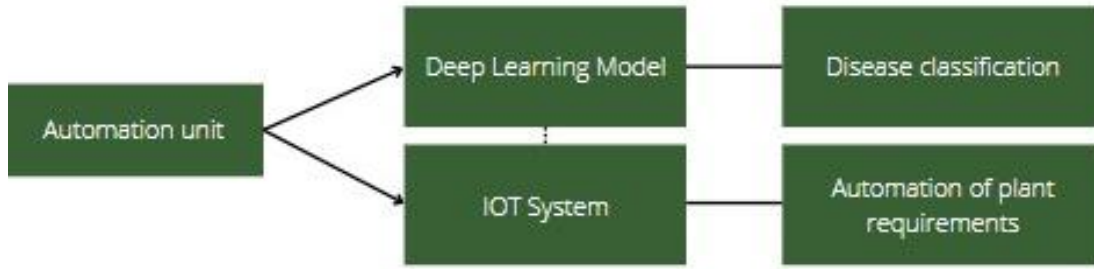 Automation unit
Deep Learning Model
Disease classification
IOT System
Automation of plant
requirements